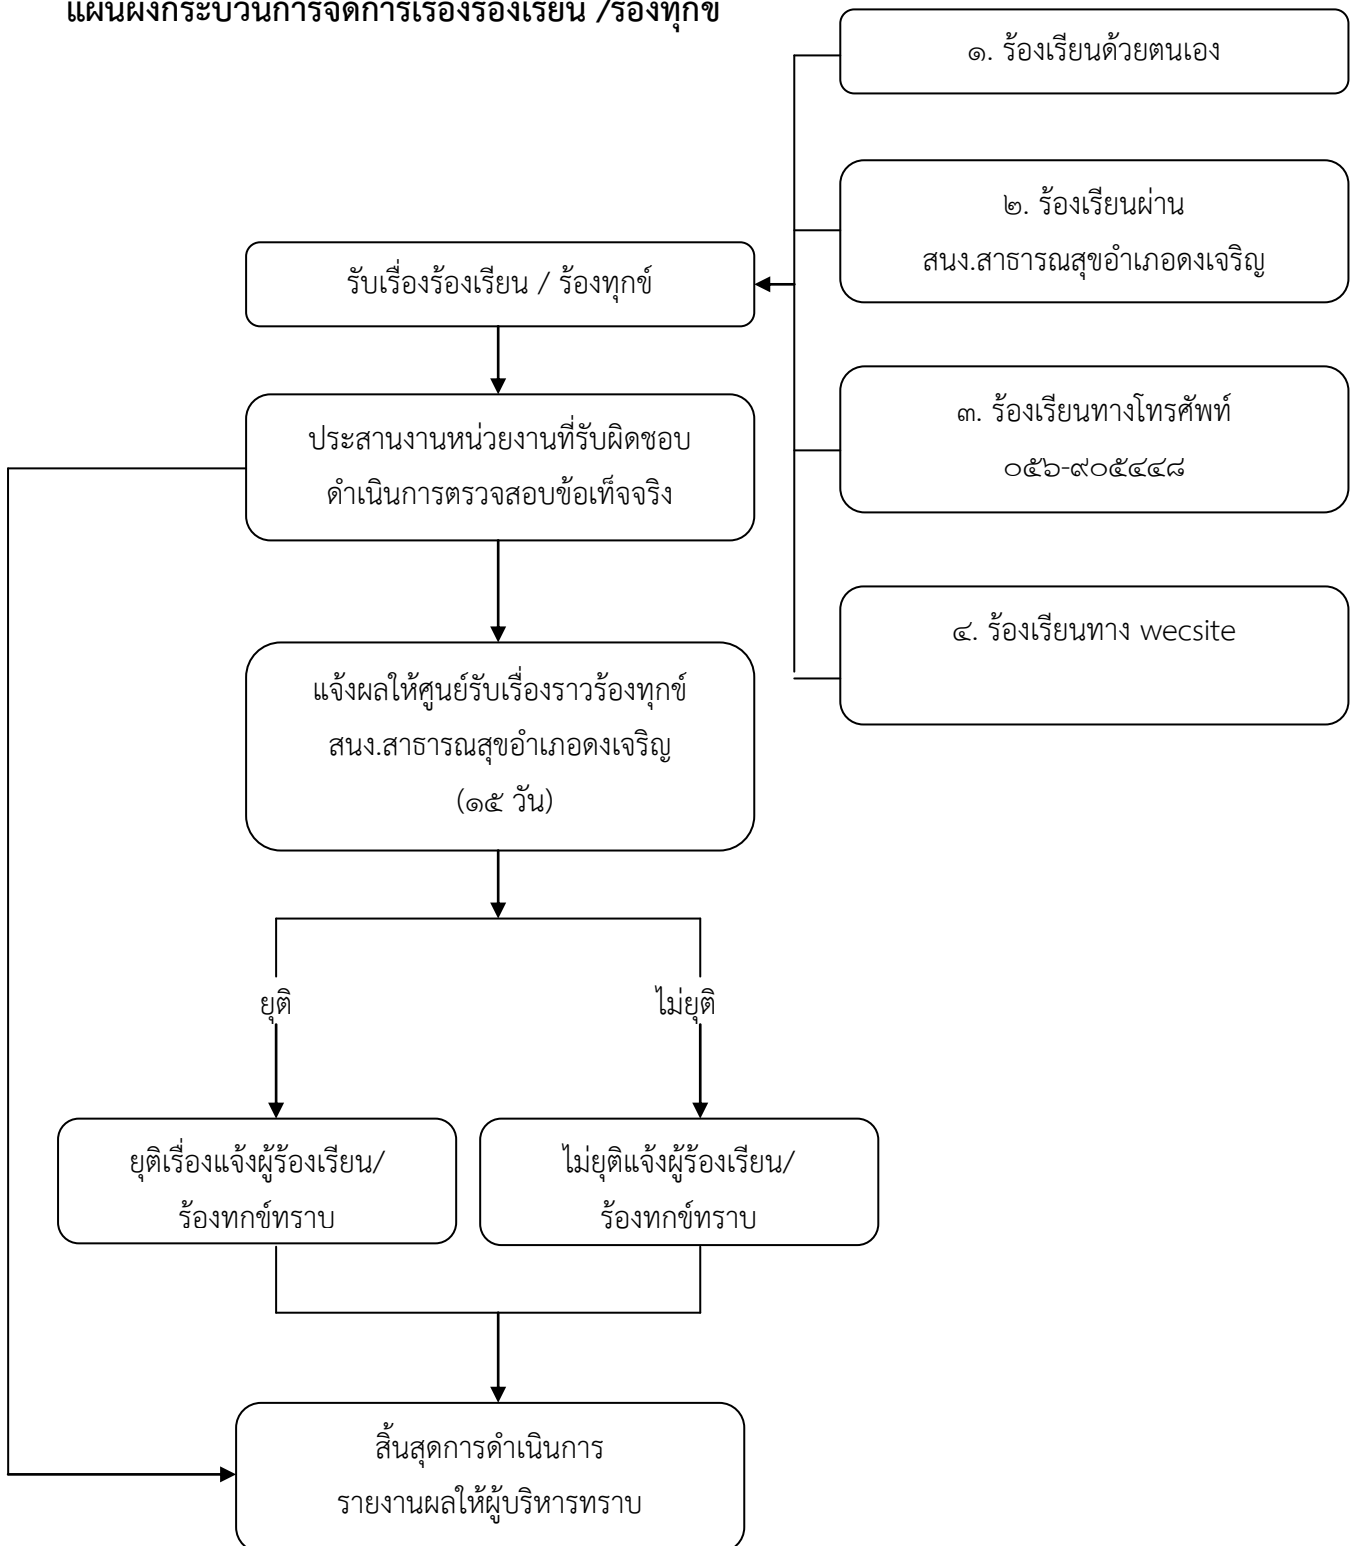 แผนผังกระบวนการจัดการเรื่องร้องเรียน /ร้องทุกข์
๑. ร้องเรียนด้วยตนเอง
๒. ร้องเรียนผ่าน
สนง.สาธารณสุขอำเภอดงเจริญ
รับเรื่องร้องเรียน / ร้องทุกข์
๓. ร้องเรียนทางโทรศัพท์
๐๕๖-๙๐๕๔๔๘
ประสานงานหน่วยงานที่รับผิดชอบ
ดำเนินการตรวจสอบข้อเท็จจริง
๔. ร้องเรียนทาง wecsite
แจ้งผลให้ศูนย์รับเรื่องราวร้องทุกข์
สนง.สาธารณสุขอำเภอดงเจริญ
(๑๕ วัน)
ยุติ
ไม่ยุติ
ยุติเรื่องแจ้งผู้ร้องเรียน/
ร้องทุกข์ทราบ
ไม่ยุติแจ้งผู้ร้องเรียน/
ร้องทุกข์ทราบ
สิ้นสุดการดำเนินการ
รายงานผลให้ผู้บริหารทราบ